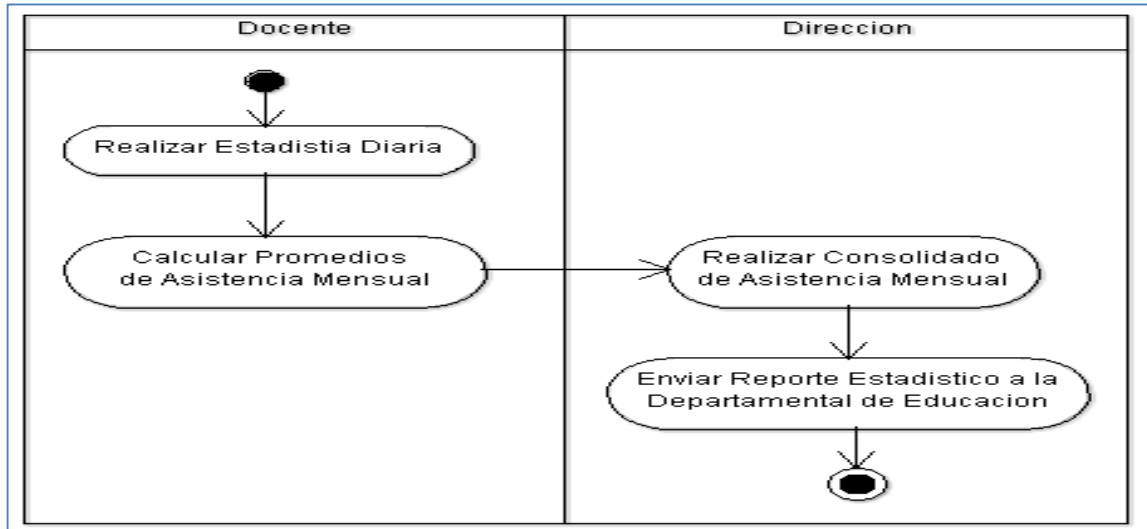 Docente
Direccion
Realizar Estadistia Diaria
Calcular Promedios
de Asistencia Mensual
Realizar Consolidado
de Asistencia Mensual
Enviar Reporte Estadistico a la
Departamental de Educacion